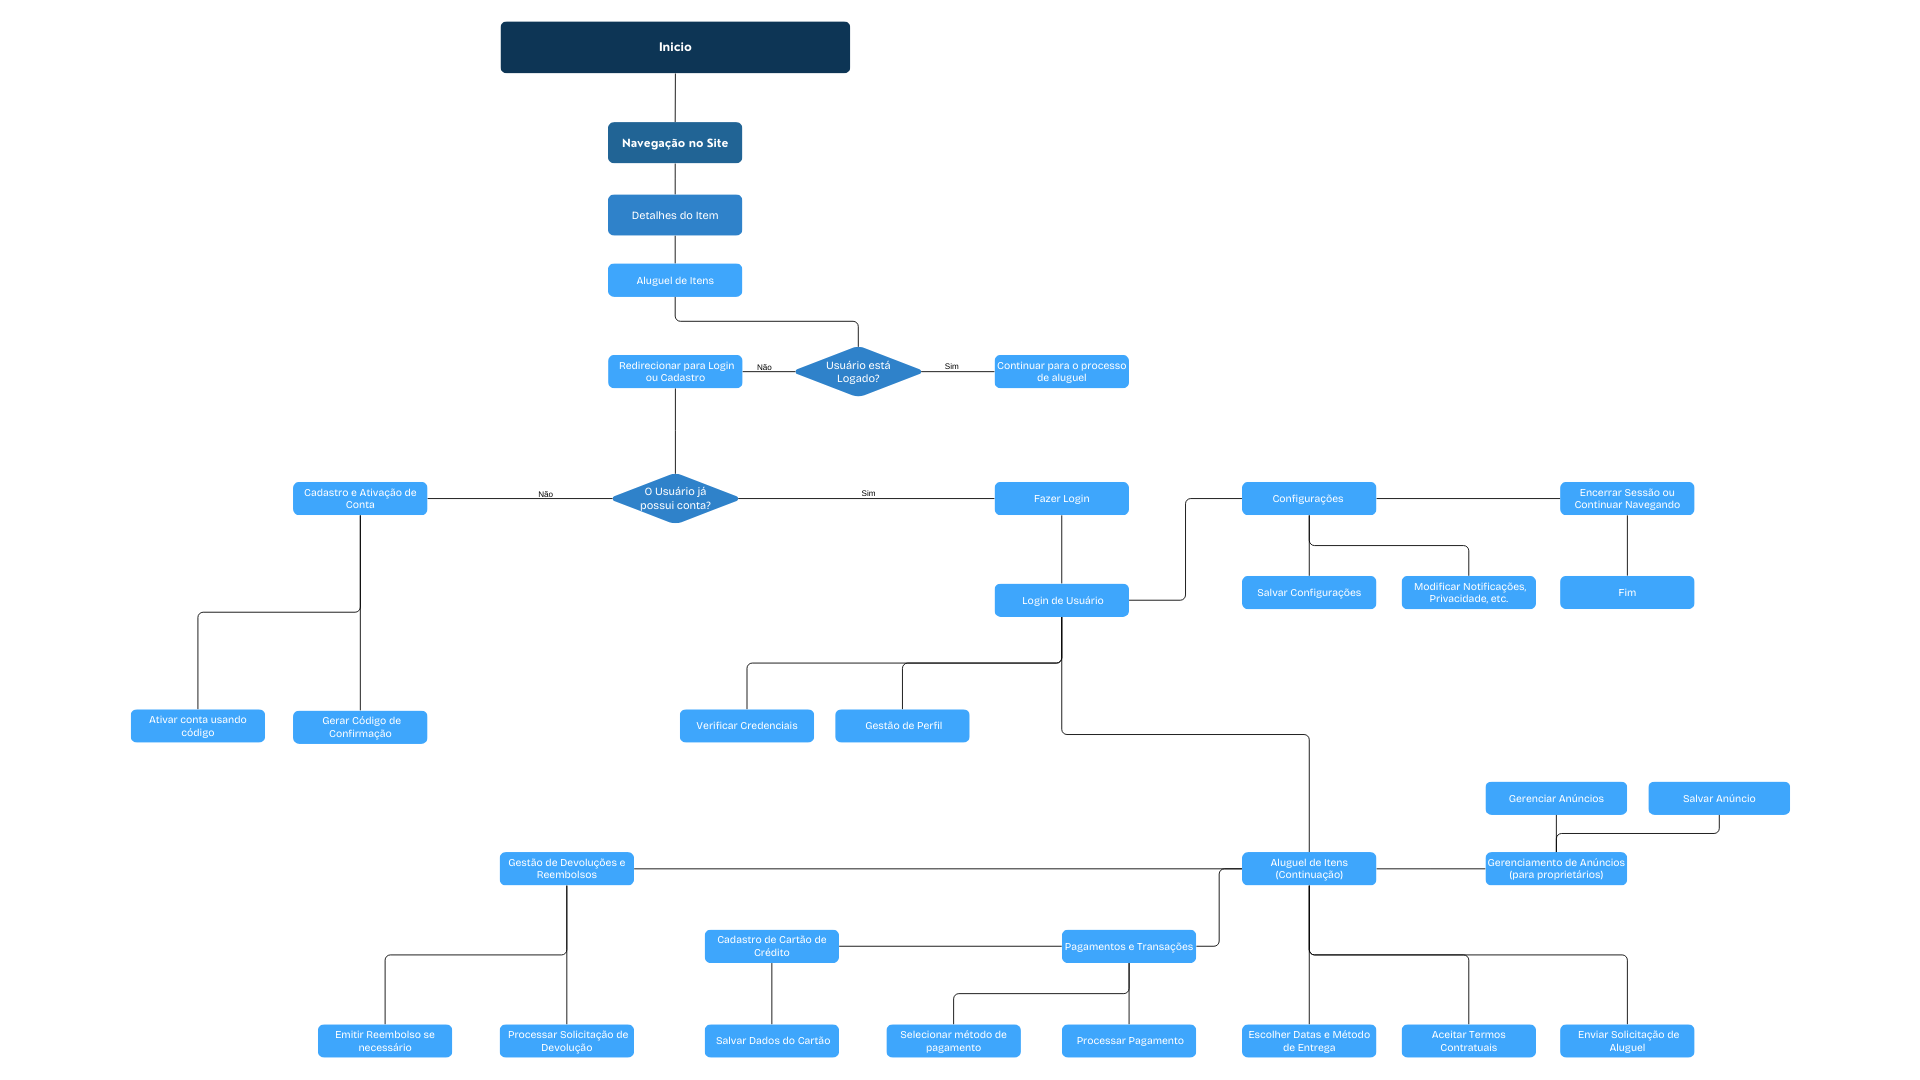 Inicio
Navegação no Site
Detalhes do Item
Aluguel de Itens
Redirecionar para Login
ou Cadastro
Não
Usuário está
Logado?
Sim
Continuar para o processo
de aluguel
Cadastro e Ativação de
Conta
Não
O Usuário já
possui conta?
Sim
Fazer Login
Configurações
Encerrar Sessão ou
Continuar Navegando
Login de Usuário
Salvar Configurações
Modificar Notificações,
Privacidade, etc.
Fim
Ativar conta usando
código
Gerar Código de
Confirmação
Verificar Credenciais
Gestão de Perfil
Gerenciar Anúncios
Salvar Anúncio
Gestão de Devoluções e
Reembolsos
Aluguel de Itens
(Continuação)
Gerenciamento de Anúncios
(para proprietários)
Cadastro de Cartão de
Crédito
Pagamentos e Transações
Emitir Reembolso se
necessário
Processar Solicitação de
Devolução
Salvar Dados do Cartão
Selecionar método de
pagamento
Processar Pagamento
Escolher Datas e Método
de Entrega
Aceitar Termos
Contratuais
Enviar Solicitação de
Aluguel